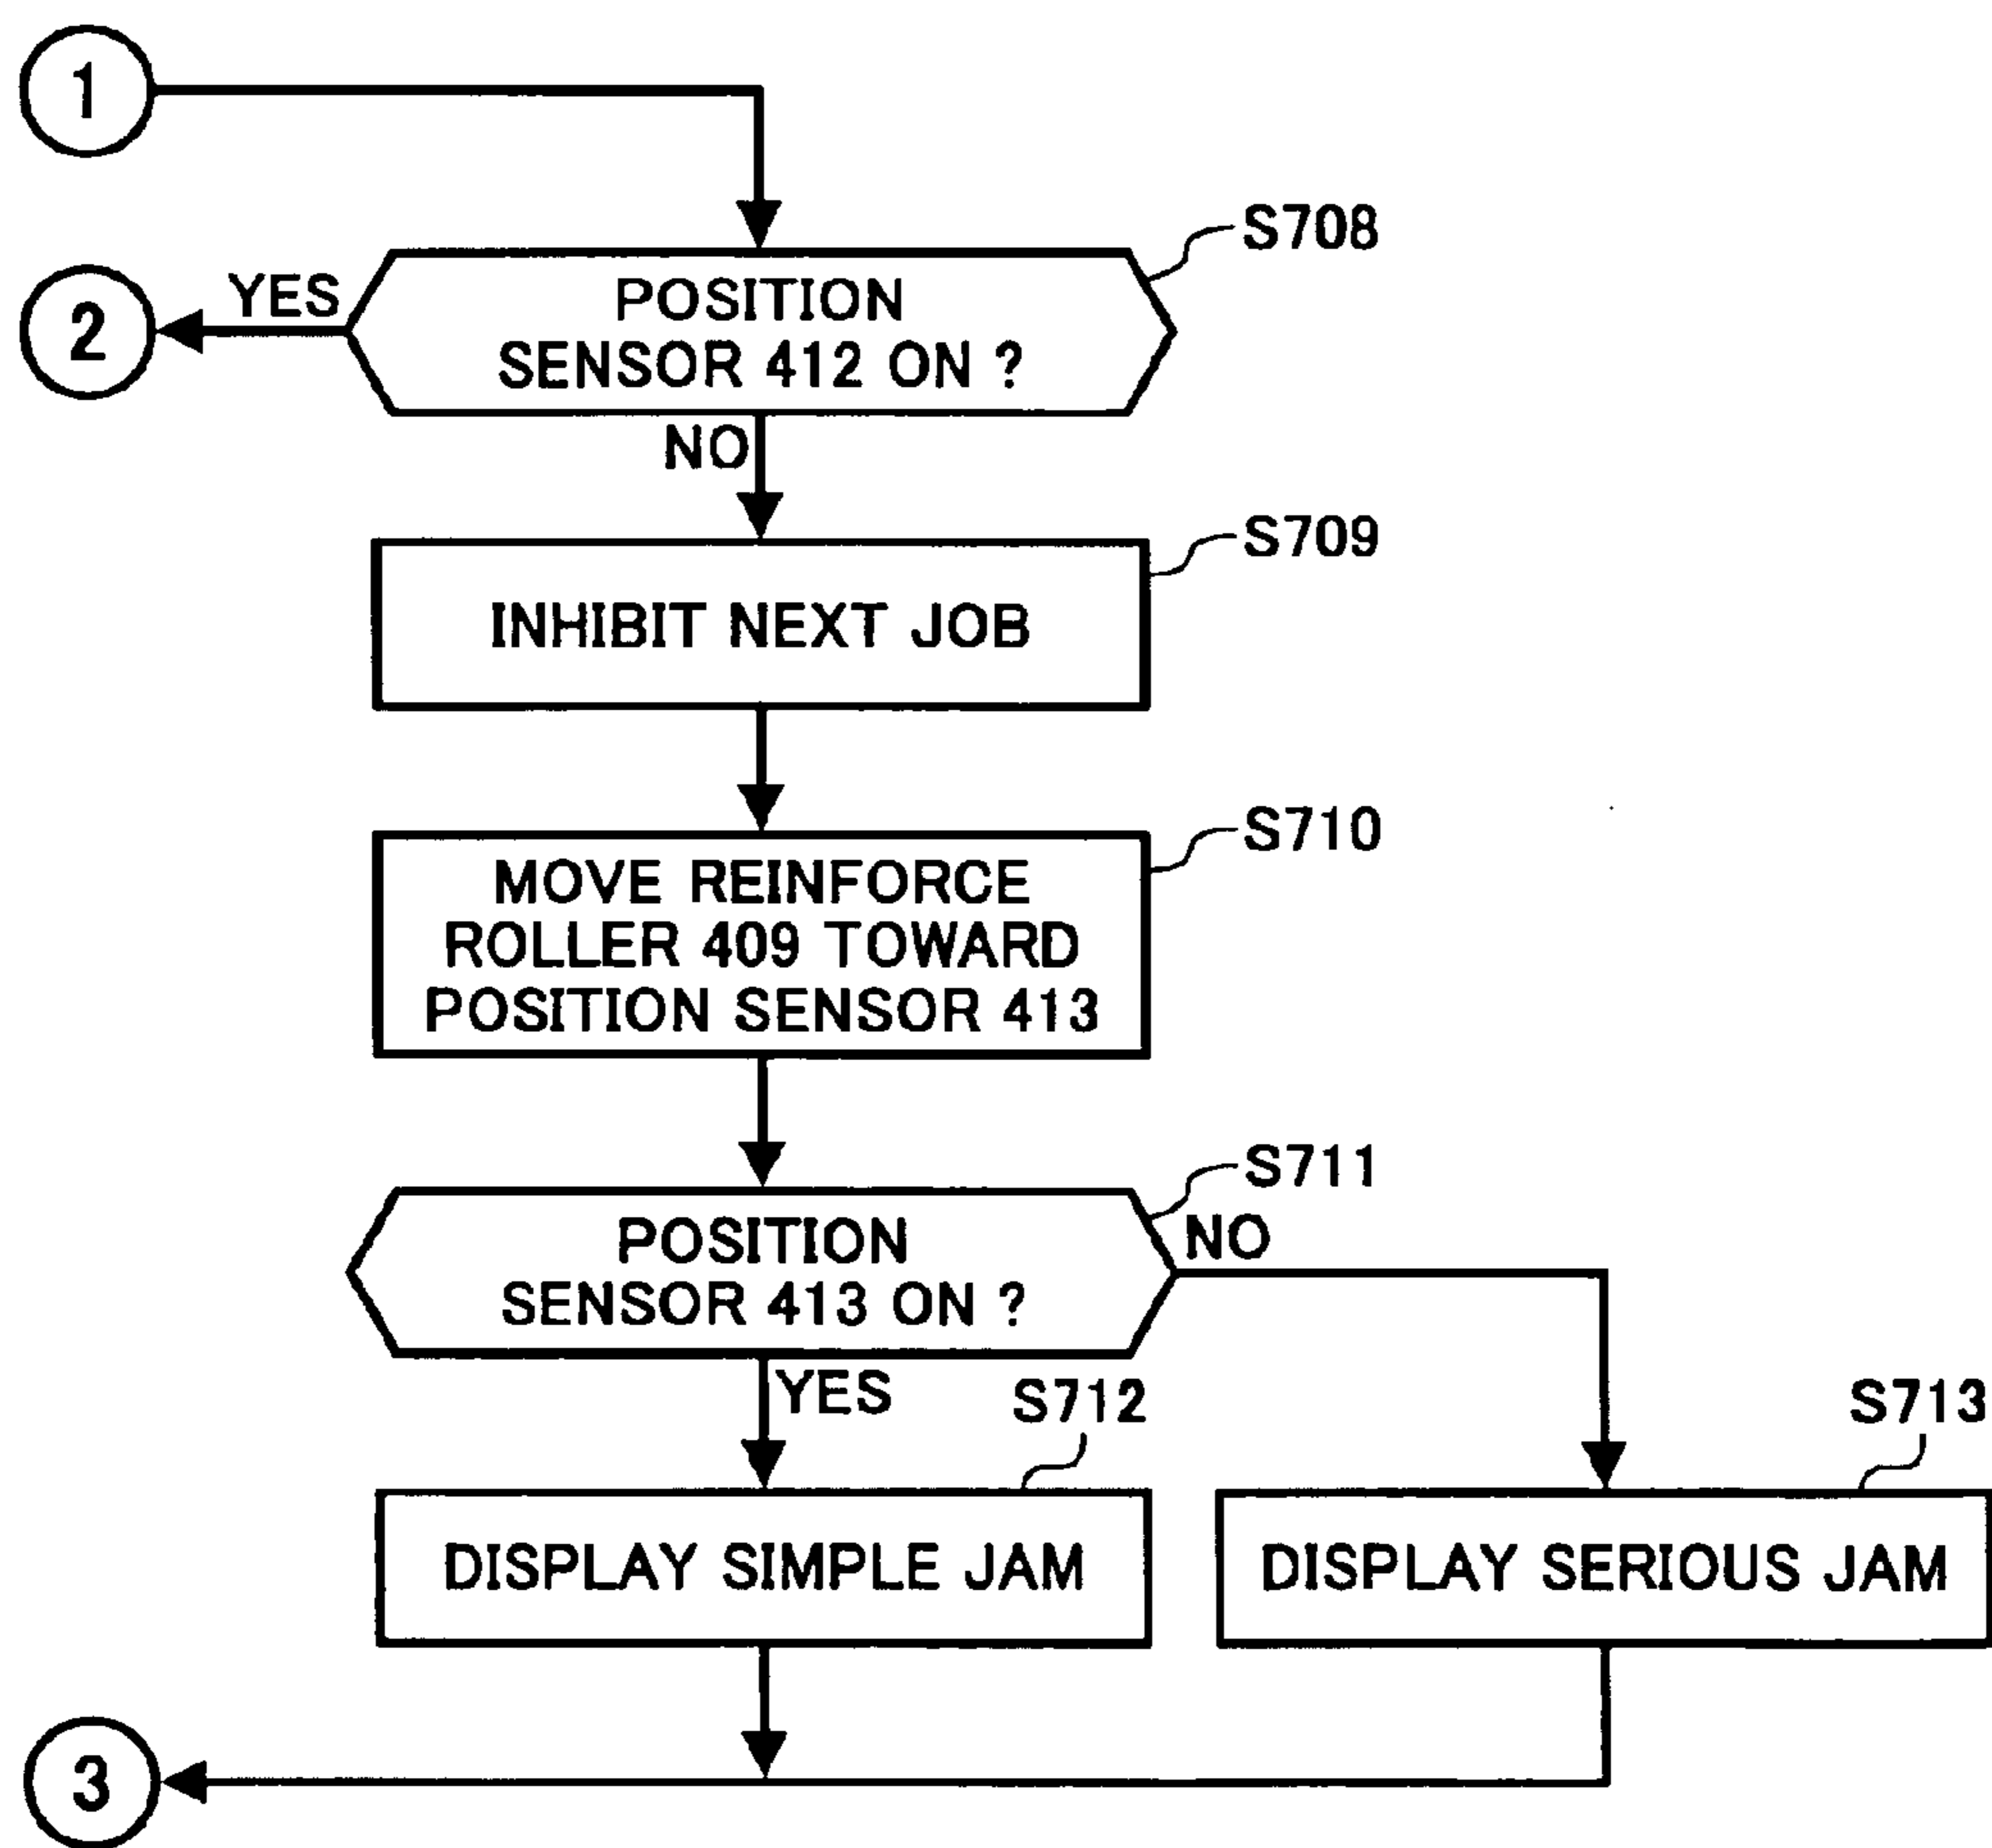 1
S708
2
YES
POSITION
SENSOR 412 ON ?
NO
S709
INHIBIT NEXT JOB
S710
MOVE REINFORCE
ROLLER 409 TOWARD
POSITION SENSOR 413
S711
POSITION
SENSOR 413 ON ?
NO
YES
S712
S713
DISPLAY SIMPLE JAM
DISPLAY SERIOUS JAM
3